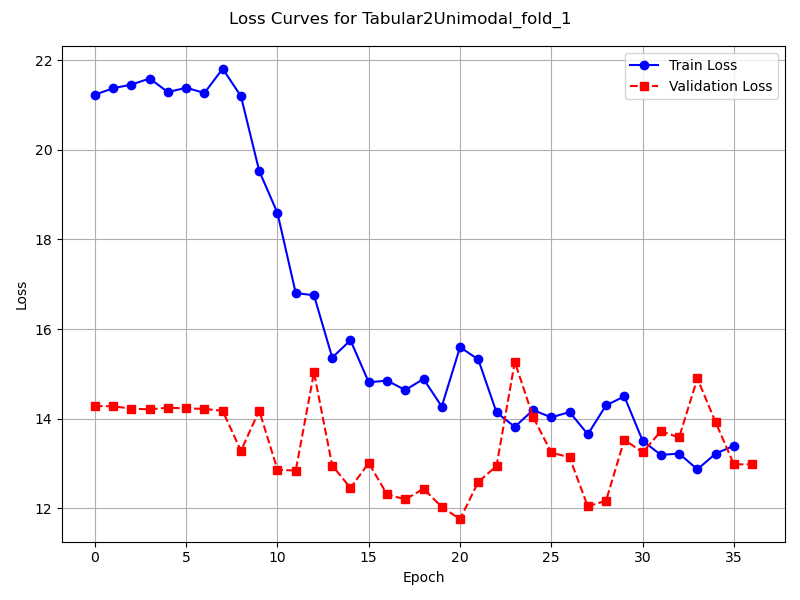 Loss Curves for Tabular2Unimodal_fold_1
Train Loss
Validation Loss
Loss
22
20
18
16
14
12
0 5 10 15 20 25 30 35
Epoch